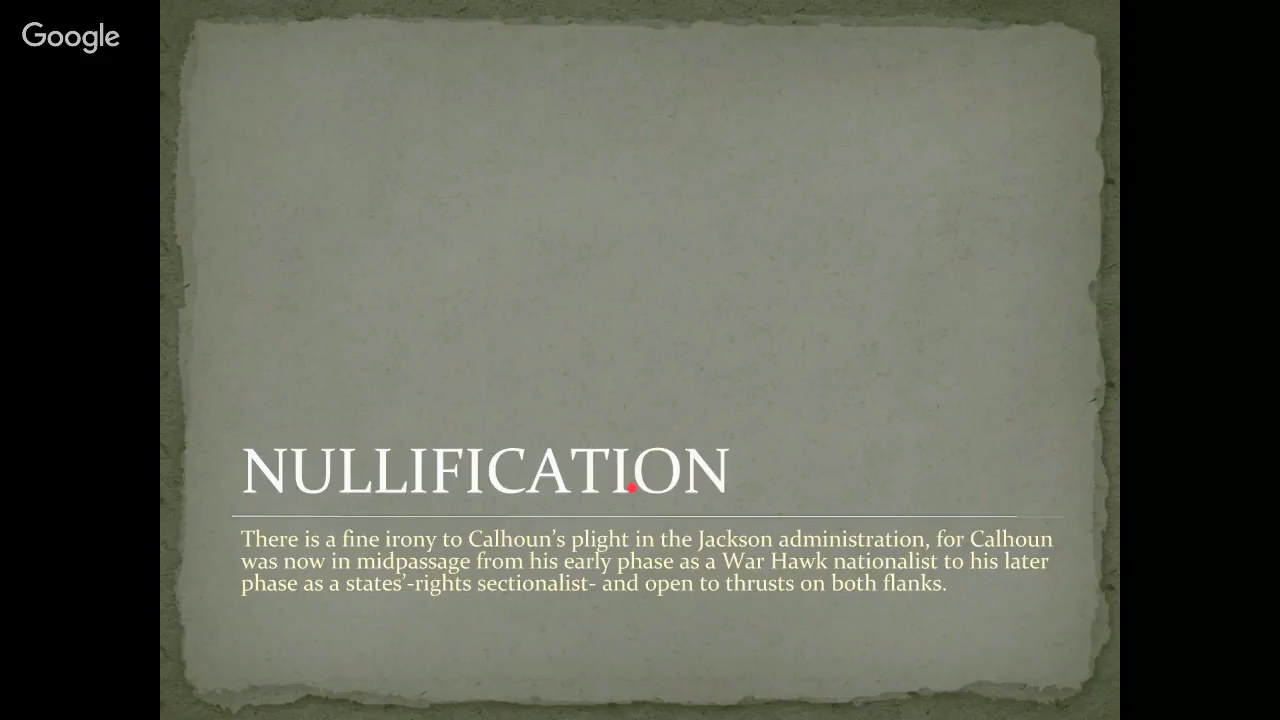 Google
NULLIFICATION
There is a fine irony to Calhoun’s plight in the Jackson administration, for Calhoun
was now in midpassage from his early phase as a War Hawk nationalist to his later
phase as a states’-rights sectionalist- and open to thrusts on both flanks.